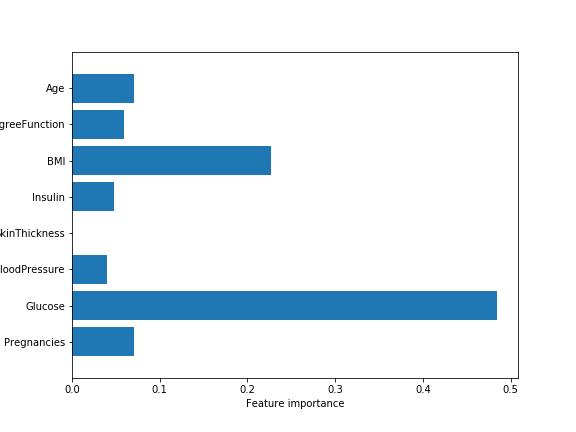 Age
greeFunction
BMI
Insulin
kinThickness
loodPressure
Glucose
Pregnancies
0.0 0.1 0.2 0.3 0.4 0.5
Feature importance